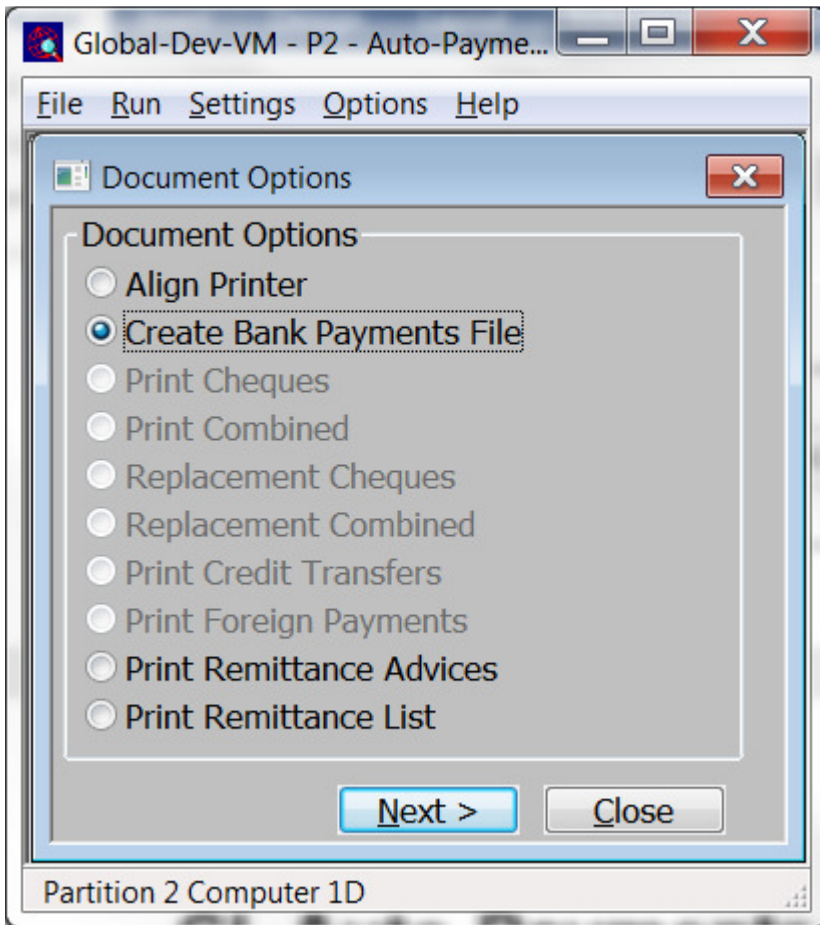 Global-Dev-VM - P2 - Auto-Payme...
File Run Settings Options Help
Document Options
Document Options
Align Printer
Create Bank Payments File
Print Cheques
Print Combined
Replacement Cheques
Replacement Combined
Print Credit Transfers
Print Foreign Payments
Print Remittance Advices
Print Remittance List
Next > Close
Partition 2 Computer 1D